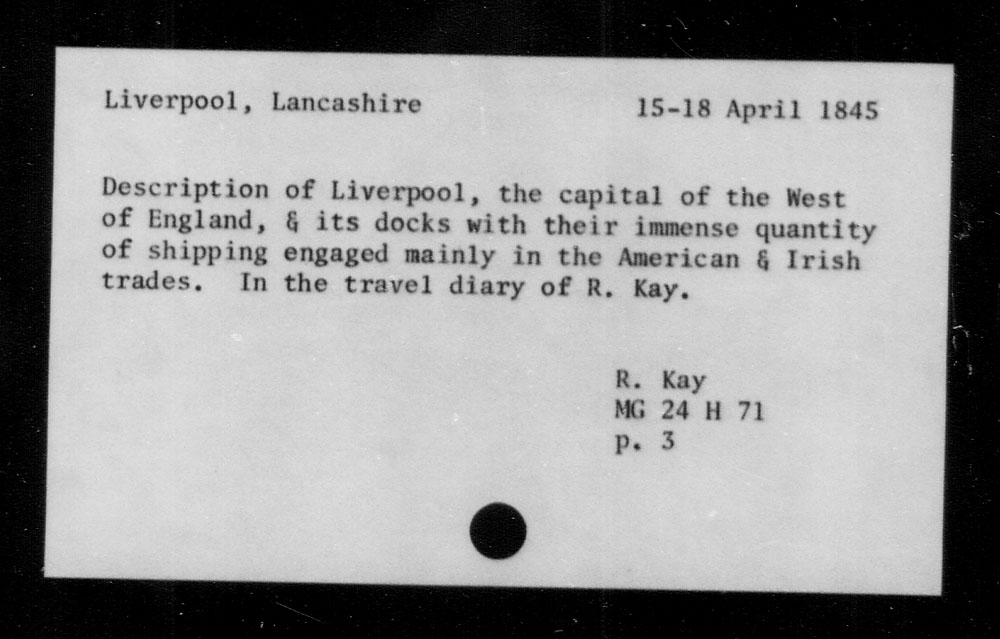 Liverpool, Lancashire 15-18 April 1845
Description of Liverpool, the capital of the West
of England, & its docks with their immense quantity
of shipping engaged mainly in the American & Irish
trades. In the travel diary of R. Kay.
R. Kay
MG 24 H 71
p. 3